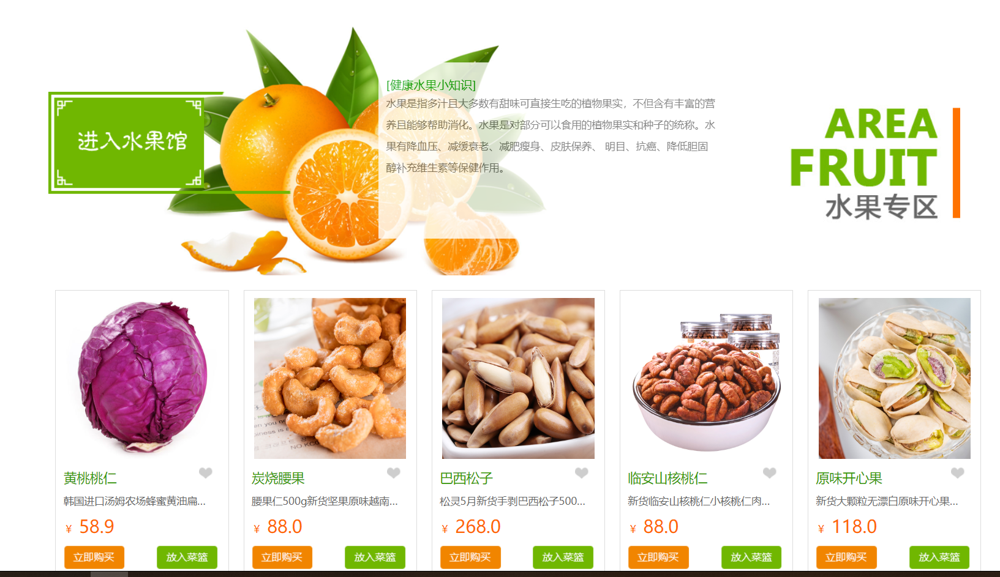 [健康水果小知识]
水果是指多汁且大多数有甜味可直接生吃的植物果实，不但含有丰富的营
养且能够帮助消化。水果是对部分可以食用的植物果实和种子的统称。水
果有降血压、减缓衰老、减肥瘦身、皮肤保养、 明目、抗癌、降低胆固
醇补充维生素等保健作用。
进入水果馆
AREA
FRUIT
水果专区
NO KC
黄桃桃仁
韩国进口汤姆农场蜂蜜黄油扁...
¥ 58.9
立即购买
放入菜篮
炭烧腰果
腰果仁500g新货坚果原味越南...
¥ 88.0
立即购买
放入菜篮
巴西松子
松灵5月新货手剥巴西松子500...
¥ 268.0
立即购买
放入菜篮
临安山核桃仁
新货临安山核桃仁小核桃仁肉...
¥ 88.0
立即购买
放入菜篮
原味开心果
新货大颗粒无漂白原味开心果...
¥ 118.0
立即购买
放入菜篮